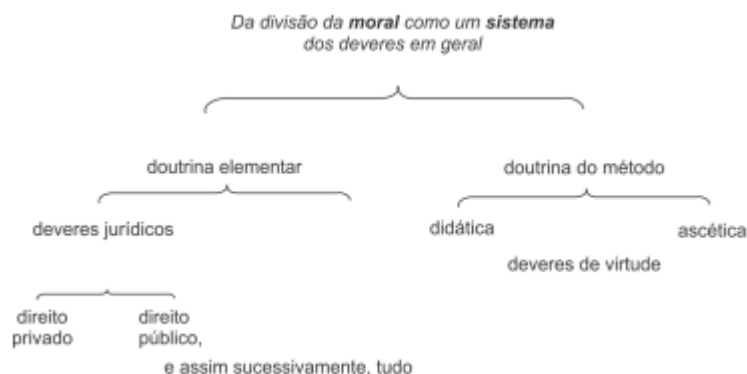 Da divisão da moral como um sistema
dos deveres em geral
doutrina elementar
doutrina do método
deveres jurídicos
didática
ascética
deveres de virtude
direito
privado
direito
público,
e assim sucessivamente, tudo